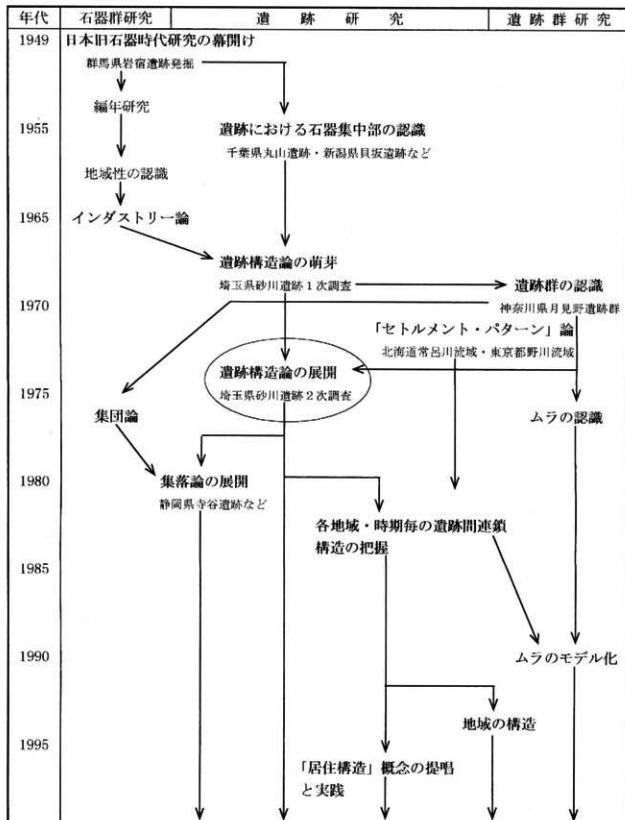 年代 石器群研究 遺跡研究 遺跡群研究
1949 日本旧石器時代研究の幕開け
群馬県岩宿遺跡発掘
編年研究
1955 遺跡における石器集中部の認識
千葉県丸山遺跡・新潟県貝坂遺跡など
地域性の認識
1965 インダストリー論
遺跡構造論の萌芽
埼玉県砂川遺跡1次調査
遺跡群の認識
1970 神奈川県月見野遺跡群
「セトルメント・パターン」論
北海道常呂川流域・東京都野川流域
遺跡構造論の展開
1975 埼玉県砂川遺跡2次調査
集団論 ムラの認識
1980 集落論の展開
静岡県寺谷遺跡など
各地域・時期毎の遺跡間連鎖
構造の把握
1985
1990 ムラのモデル化
地域の構造
1995
「居住構造」概念の提唱
と実践